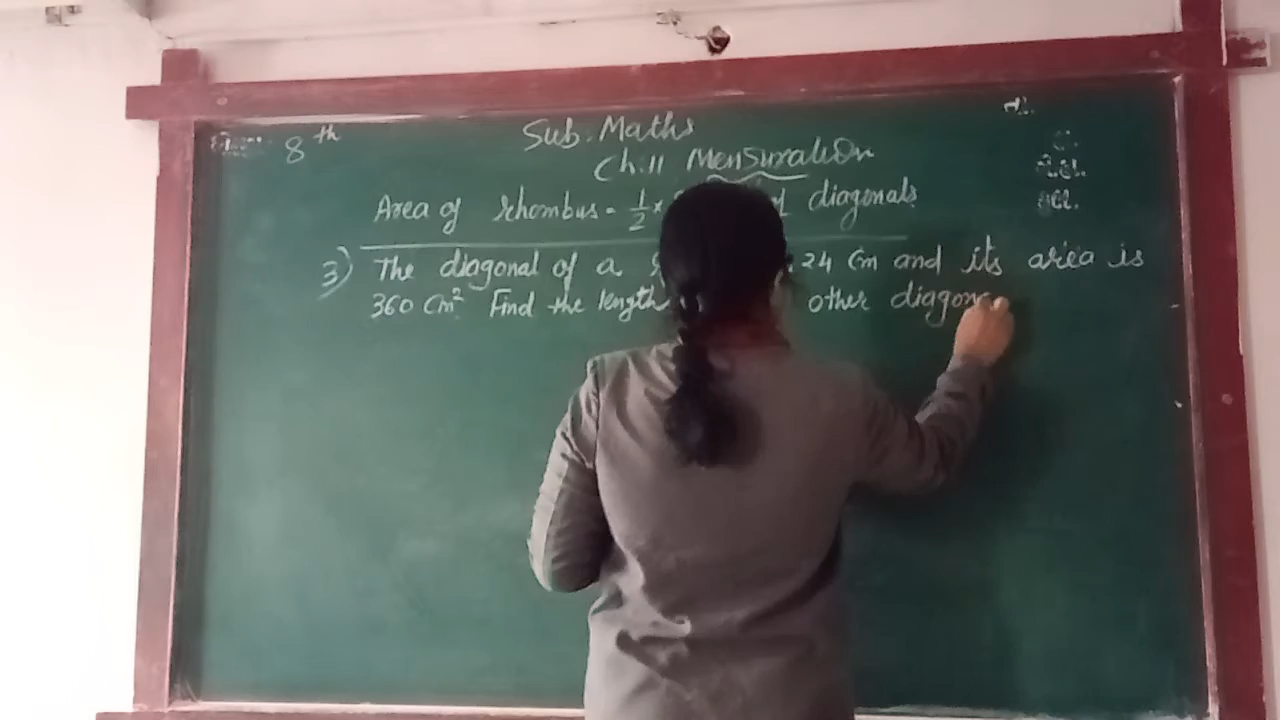 8th
Sub. Maths
Ch.11 Mensuration
Area of rhombus = 1/2 × diagonals
3) The diagonal of a 24 Cm and its area is
360 Cm² Find the length other diagon